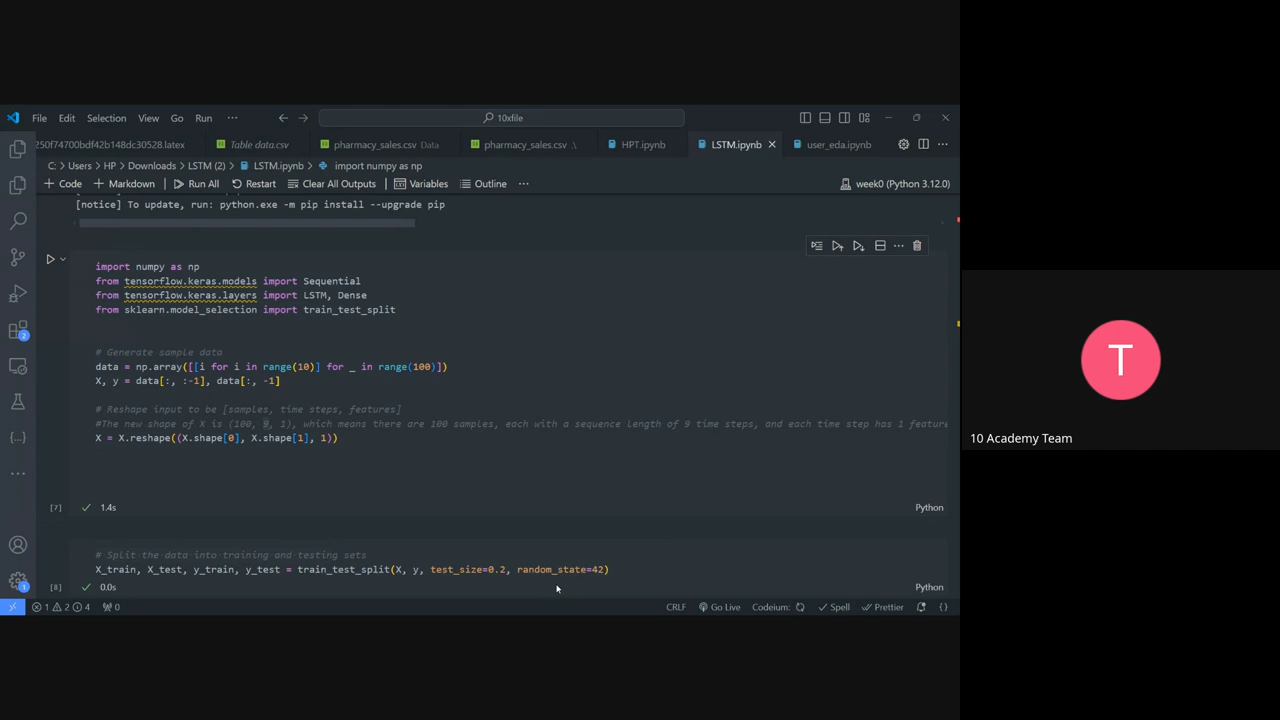 File Edit Selection View Go Run ··· 10xfile
250f74700bdf42b148dc30528.latex Table data.csv pharmacy_sales.csv Data pharmacy_sales.csv .\ HPT.ipynb LSTM.ipynb user_eda.ipynb ···
C: > Users > HP > Downloads > LSTM (2) > LSTM.ipynb > import numpy as np
+ Code + Markdown Run All Restart Clear All Outputs Variables Outline ··· week0 (Python 3.12.0)
[notice] To update, run: python.exe -m pip install --upgrade pip
import numpy as np
from tensorflow.keras.models import Sequential
from tensorflow.keras.layers import LSTM, Dense
from sklearn.model_selection import train_test_split
# Generate sample data
data = np.array([[i for i in range(10)] for _ in range(100)])
X, y = data[:, :-1], data[:, -1]
# Reshape input to be [samples, time steps, features]
#The new shape of X is (100, 9, 1), which means there are 100 samples, each with a sequence length of 9 time steps, and each time step has 1 feature
X = X.reshape((X.shape[0], X.shape[1], 1))
[7] 1.4s Python
# Split the data into training and testing sets
X_train, X_test, y_train, y_test = train_test_split(X, y, test_size=0.2, random_state=42)
[8] 0.0s Python
1 2 4 0 CRLF Go Live Codeium: Spell Prettier {}
2
1
T
10 Academy Team